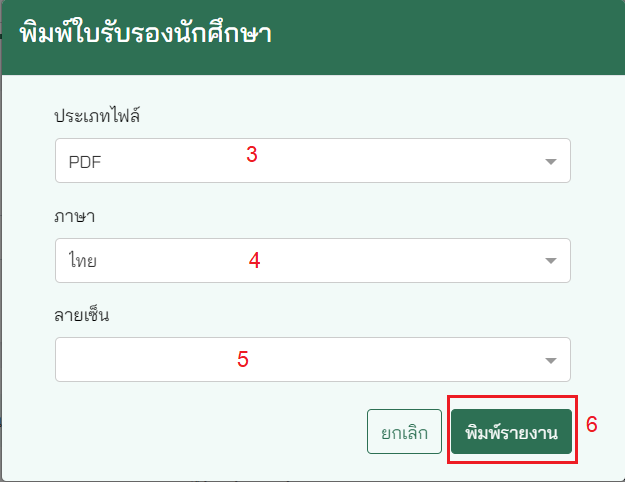 พิมพ์ใบรับรองนักศึกษา
ประเภทไฟล์
PDF 3
ภาษา
ไทย 4
ลายเซ็น
5
ยกเลิก พิมพ์รายงาน 6